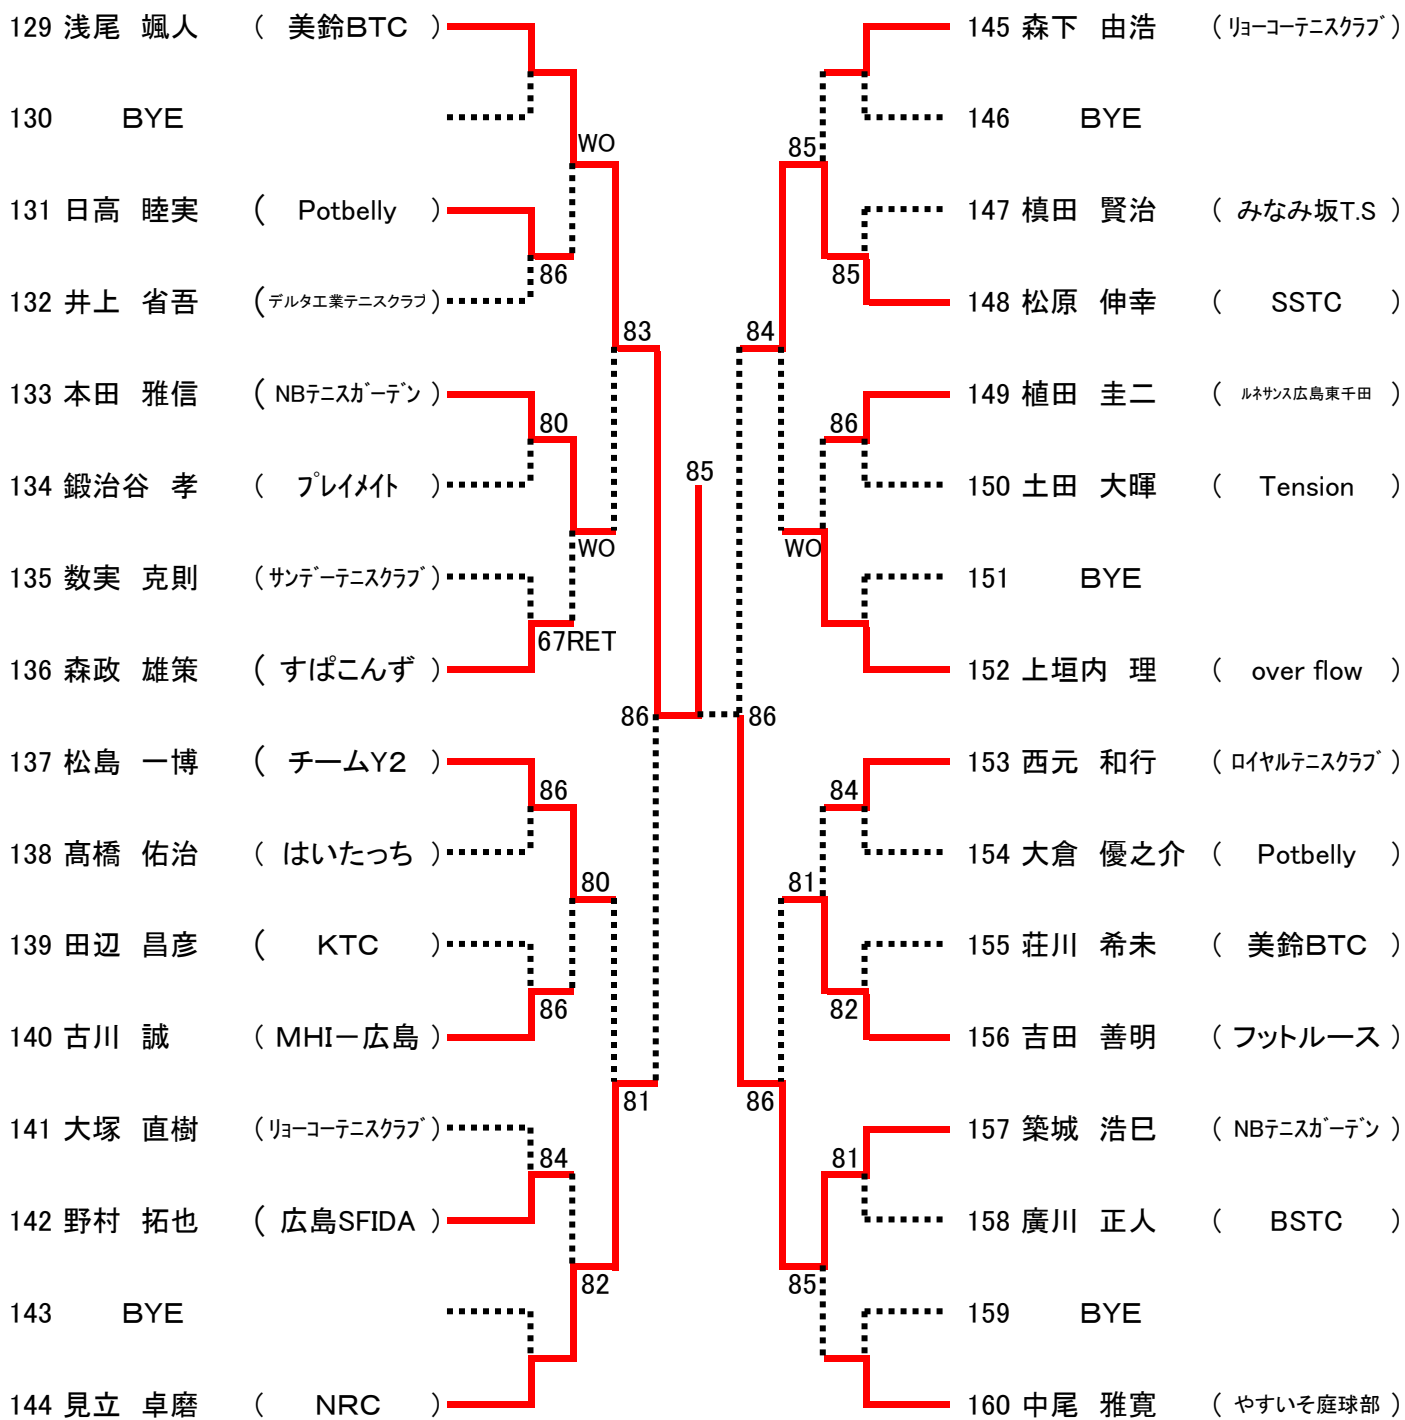 129 浅尾 颯人 ( 美鈴BTC )
130 BYE
WO
131 日高 睦実 ( Potbelly )
86
132 井上 省吾 (デルタ工業テニスクラブ)
83
133 本田 雅信 ( NBテニスガーデン )
80
134 鍛治谷 孝 ( プレイメイト )
WO
135 数実 克則 (サンデーテニスクラブ)
67RET
136 森政 雄策 ( すぱこんず )
86
137 松島 一博 ( チームY2 )
86
138 髙橋 佑治 ( はいたっち )
80
139 田辺 昌彦 ( KTC )
86
140 古川 誠 ( MHI－広島 )
81
141 大塚 直樹 (リョーコーテニスクラブ)
84
142 野村 拓也 ( 広島SFIDA )
82
143 BYE
144 見立 卓磨 ( NRC )
85
145 森下 由浩 (リョーコーテニスクラブ)
146 BYE
85
147 槙田 賢治 ( みなみ坂T.S )
85
148 松原 伸幸 ( SSTC )
84
149 植田 圭二 ( ルネサンス広島東千田 )
86
150 土田 大暉 ( Tension )
WO
151 BYE
152 上垣内 理 ( over flow )
86
153 西元 和行 (ロイヤルテニスクラブ)
84
154 大倉 優之介 ( Potbelly )
81
155 荘川 希未 ( 美鈴BTC )
82
156 吉田 善明 ( フットルース )
86
157 築城 浩巳 ( NBテニスガーデン )
81
158 廣川 正人 ( BSTC )
85
159 BYE
160 中尾 雅寛 ( やすいそ庭球部 )